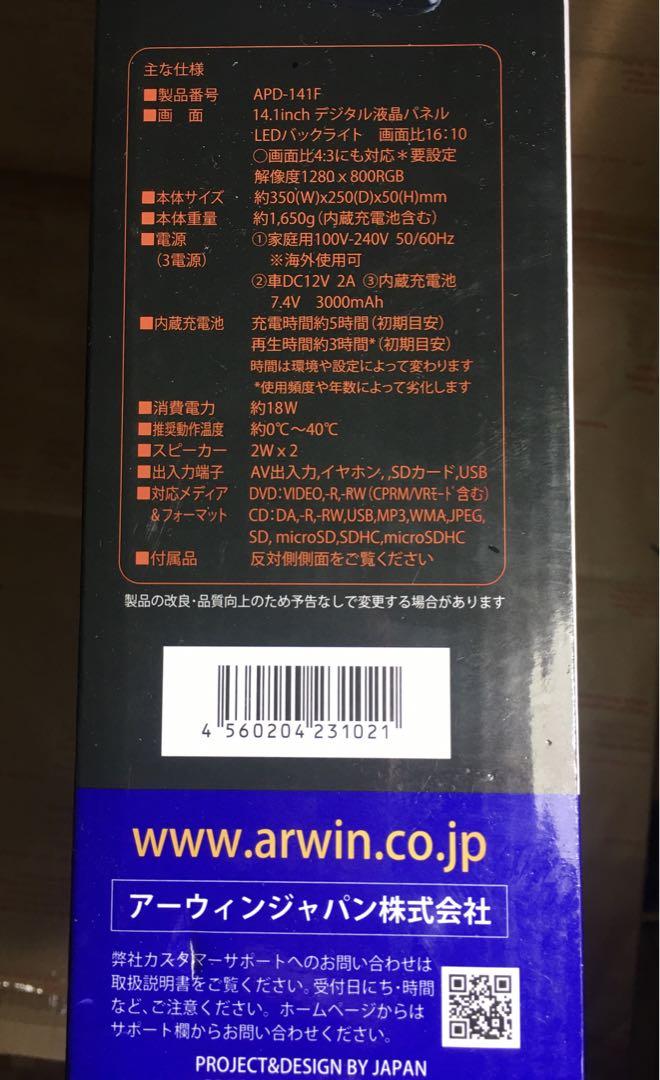 主な仕様
■製品番号 APD-141F
■画　面 14.1inch デジタル液晶パネル
LEDバックライト　画面比16:10
○画面比4:3にも対応＊要設定
解像度1280 x 800RGB
■本体サイズ 約350(W)x250(D)x50(H)mm
■本体重量 約1,650g(内蔵充電池含む)
■電源 ①家庭用100V-240V 50/60Hz
(3電源) ※海外使用可
②車DC12V 2A ③内蔵充電池
7.4V 3000mAh
■内蔵充電池 充電時間約5時間(初期目安)
再生時間約3時間*(初期目安)
時間は環境や設定によって変わります
*使用頻度や年数によって劣化します
■消費電力 約18W
■推奨動作温度 約0℃～40℃
■スピーカー 2W x 2
■出入力端子 AV出入力,イヤホン, ,SDカード,USB
■対応メディア DVD:VIDEO,-R,-RW(CPRM/VRモード含む)
&フォーマット CD:DA,-R,-RW,USB,MP3,WMA,JPEG,
SD, microSD,SDHC,microSDHC
■付属品 反対側側面をご覧ください
製品の改良・品質向上のため予告なしで変更する場合があります
4 560204 231021
www.arwin.co.jp
アーウィンジャパン株式会社
弊社カスタマーサポートへのお問い合わせは
取扱説明書をご覧ください。受付日にち・時間
など、ご注意ください。ホームページからは
サポート欄からお問い合わせください。
PROJECT&DESIGN BY JAPAN